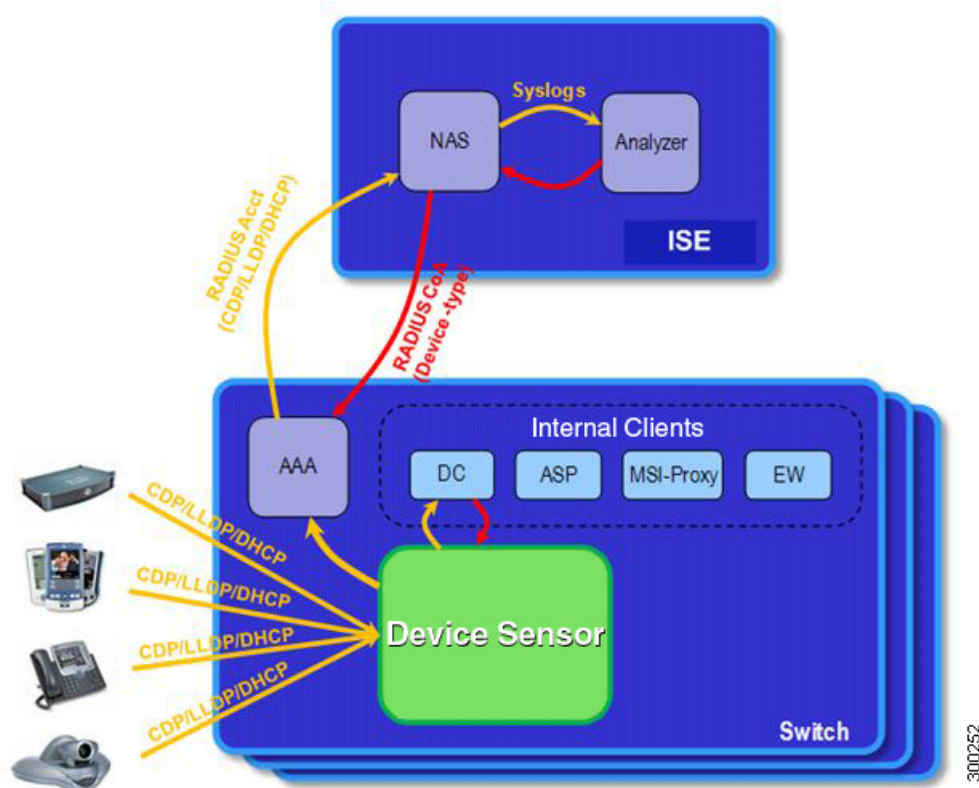 Syslogs
NAS
Analyzer
ISE
RADIUS Acct
(CDP/LLDP/DHCP)
RADIUS CoA
(Device-type)
Internal Clients
AAA
DC
ASP
MSI-Proxy
EW
CDP/LLDP/DHCP
CDP/LLDP/DHCP
CDP/LLDP/DHCP
CDP/LLDP/DHCP
Device Sensor
Switch
300252